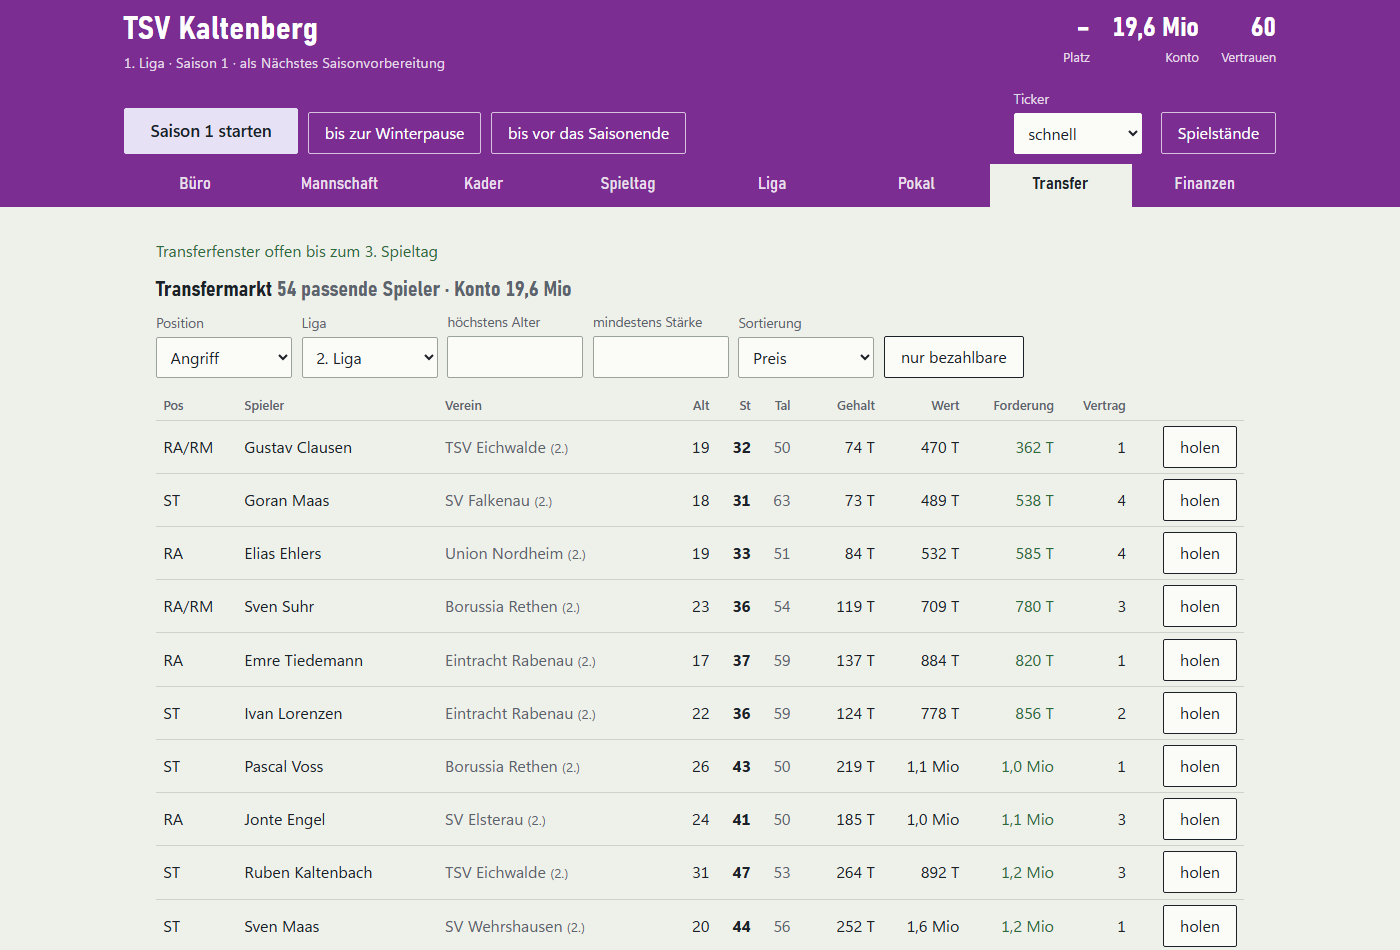 TSV Kaltenberg
1. Liga · Saison 1 · als Nächstes Saisonvorbereitung
– 19,6 Mio 60
Platz Konto Vertrauen
Saison 1 starten bis zur Winterpause bis vor das Saisonende
Ticker
schnell
Spielstände
Büro Mannschaft Kader Spieltag Liga Pokal Transfer Finanzen
Transferfenster offen bis zum 3. Spieltag
Transfermarkt 54 passende Spieler · Konto 19,6 Mio
Position Liga höchstens Alter mindestens Stärke Sortierung
Angriff 2. Liga Preis nur bezahlbare
Pos Spieler Verein Alt St Tal Gehalt Wert Forderung Vertrag
RA/RM Gustav Clausen TSV Eichwalde (2.) 19 32 50 74 T 470 T 362 T 1 holen
ST Goran Maas SV Falkenau (2.) 18 31 63 73 T 489 T 538 T 4 holen
RA Elias Ehlers Union Nordheim (2.) 19 33 51 84 T 532 T 585 T 4 holen
RA/RM Sven Suhr Borussia Rethen (2.) 23 36 54 119 T 709 T 780 T 3 holen
RA Emre Tiedemann Eintracht Rabenau (2.) 17 37 59 137 T 884 T 820 T 1 holen
ST Ivan Lorenzen Eintracht Rabenau (2.) 22 36 59 124 T 778 T 856 T 2 holen
ST Pascal Voss Borussia Rethen (2.) 26 43 50 219 T 1,1 Mio 1,0 Mio 1 holen
RA Jonte Engel SV Elsterau (2.) 24 41 50 185 T 1,0 Mio 1,1 Mio 3 holen
ST Ruben Kaltenbach TSV Eichwalde (2.) 31 47 53 264 T 892 T 1,2 Mio 3 holen
ST Sven Maas SV Wehrshausen (2.) 20 44 56 252 T 1,6 Mio 1,2 Mio 1 holen